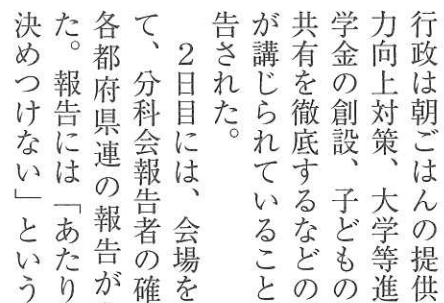 行政は朝ごはんの提供
力向上対策、大学等進
学金の創設、子どもの
共有を徹底するなどの
が講じられていること
告された。
２日目には、会場を
て、分科会報告者の確
各都府県連の報告が
た。報告には「あたり
決めつけない」という